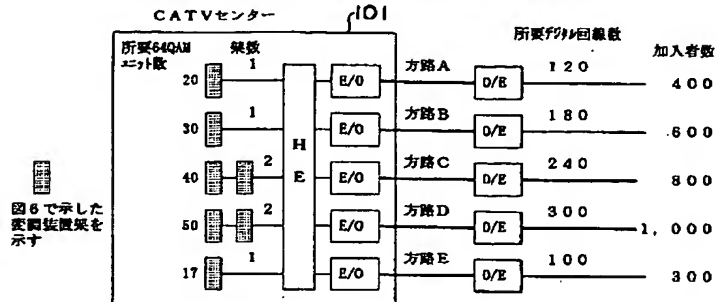 CATVセンター 101
所要64QAMユニット数 架数 所要デジタル回線数 加入者数
20 1 E/O 方路A O/E 120 400
30 1 E/O 方路B O/E 180 600
HE
40 2 E/O 方路C O/E 240 800
50 2 E/O 方路D O/E 300 1,000
17 1 E/O 方路E O/E 100 300
図6で示した
変調装置架を
示す